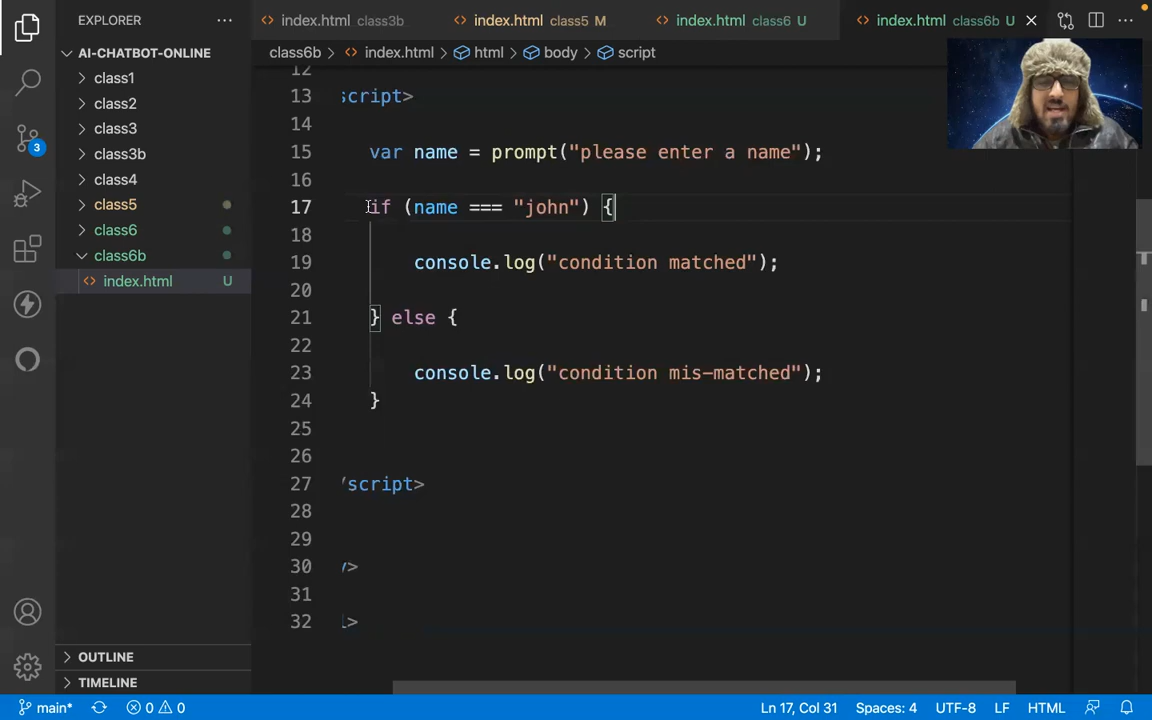 EXPLORER
index.html class3b
index.html class5 M
index.html class6 U
index.html class6b U
AI-CHATBOT-ONLINE
class1
class2
class3
class3b
class4
class5
class6
class6b
index.html U
3
OUTLINE
TIMELINE
class6b > index.html > html > body > script
12
13 script>
14
15 var name = prompt("please enter a name");
16
17 if (name === "john") {
18
19 console.log("condition matched");
20
21 } else {
22
23 console.log("condition mis-matched");
24 }
25
26
27 /script>
28
29
30 >
31
32 >
main* 0 0 Ln 17, Col 31 Spaces: 4 UTF-8 LF HTML